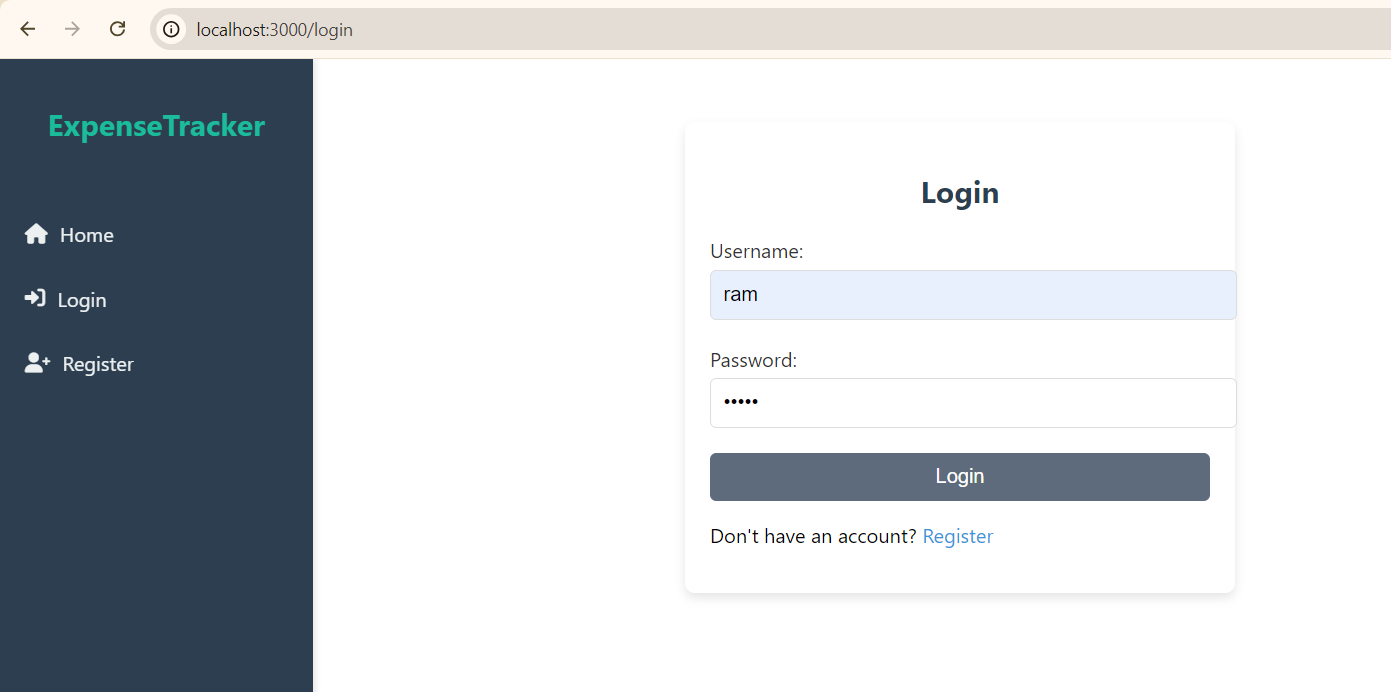 localhost:3000/login
ExpenseTracker
Home
Login
Register
Login
Username:
ram
Password:
•••••
Login
Don't have an account? Register